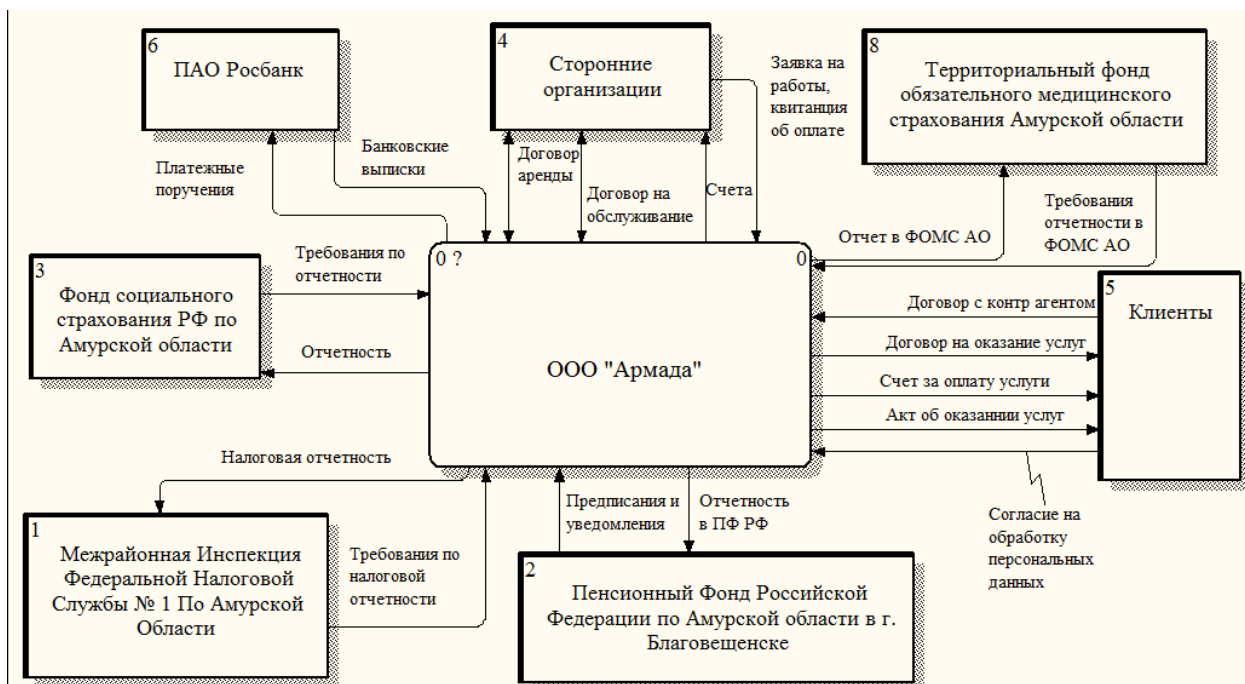 6
ПАО Росбанк
4
Сторонние
организации
Заявка на
работы,
квитанция
об оплате
8
Территориальный фонд
обязательного медицинского
страхования Амурской области
Платежные
поручения
Банковские
выписки
Договор
аренды
Договор на
обслуживание
Счета
Отчет в ФОМС АО
Требования
отчетности в
ФОМС АО
3
Фонд социального
страхования РФ по
Амурской области
Требования по
отчетности
Отчетность
0 ?
0
ООО "Армада"
Договор с контр агентом
Договор на оказание услуг
Счет за оплату услуги
Акт об оказаннии услуг
5
Клиенты
Согласие на
обработку
персональных
данных
Налоговая отчетность
1
Межрайонная Инспекция
Федеральной Налоговой
Службы № 1 По Амурской
Области
Требования по
налоговой
отчетности
Предписания и
уведомления
Отчетность
в ПФ РФ
2
Пенсионный Фонд Российской
Федерации по Амурской области в г.
Благовещенске